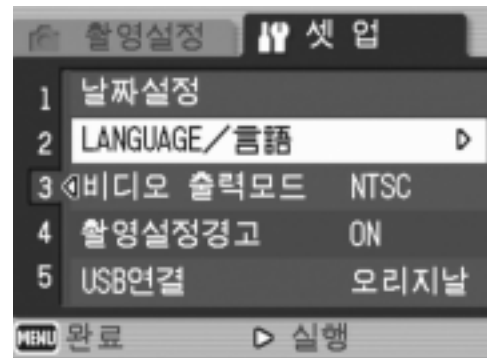 촬영설정 셋 업
1 날짜설정
2 LANGUAGE／言語
3 비디오 출력모드 NTSC
4 촬영설정경고 ON
5 USB연결 오리지날
MENU 완료 실행